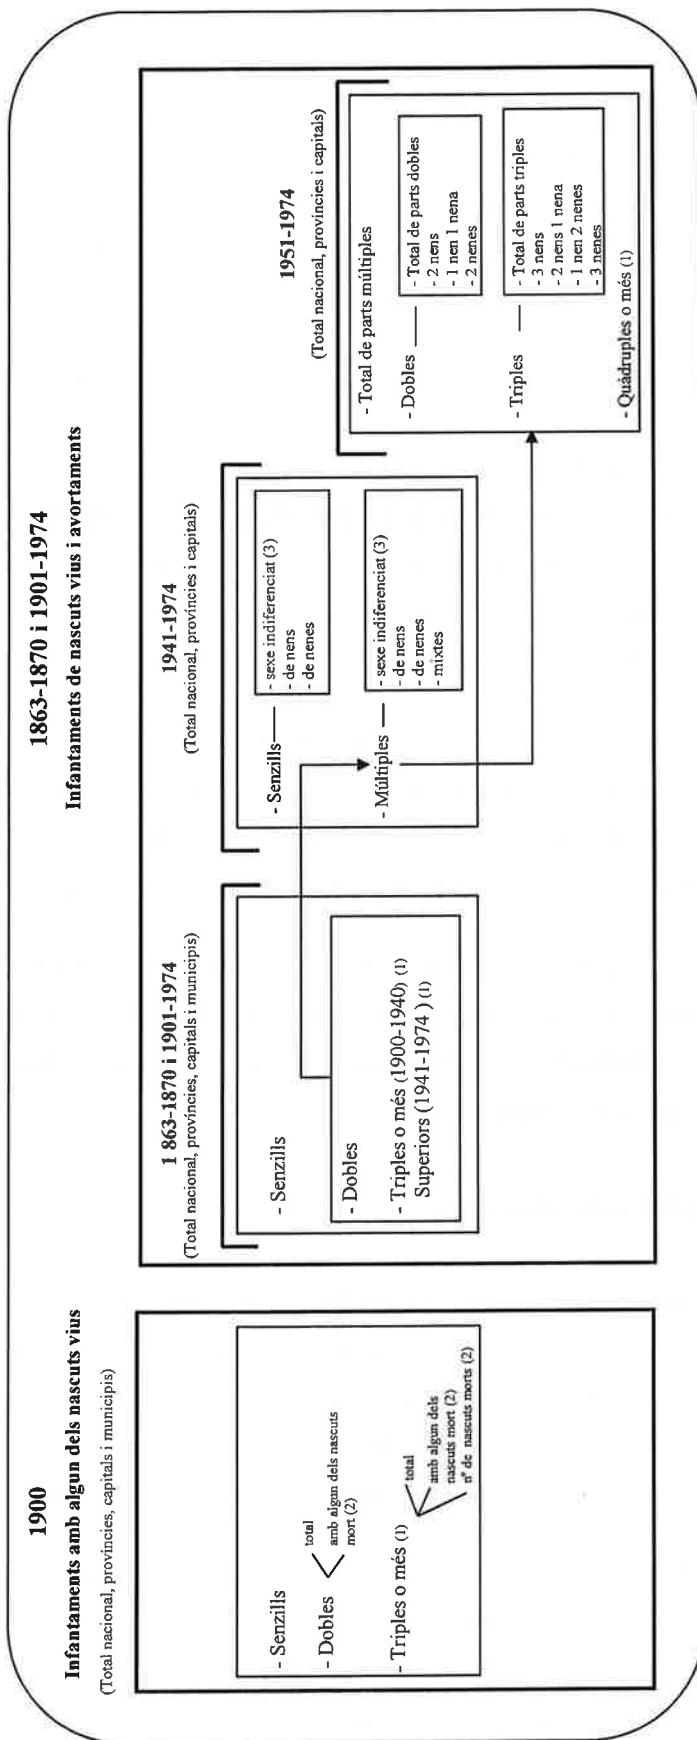 1900
Infantaments amb algun dels nascuts vius
(Total nacional, províncies, capitals i municipis)
- Senzills
- Dobles
total
amb algun dels nascuts
mort (2)
- Triples o més (1)
total
amb algun dels
nascuts mort (2)
nº de nascuts morts (2)
1863-1870 i 1901-1974
Infantaments de nascuts vius i avortaments
1 863-1870 i 1901-1974
(Total nacional, províncies, capitals i municipis)
- Senzills
- Dobles
- Triples o més (1900-1940) (1)
Superiors (1941-1974 ) (1)
1941-1974
(Total nacional, províncies i capitals)
- Senzills
- sexe indiferenciat (3)
- de nens
- de nenes
- Múltiples
- sexe indiferenciat (3)
- de nens
- de nenes
- mixtes
1951-1974
(Total nacional, províncies i capitals)
- Total de parts múltiples
- Dobles
- Total de parts dobles
- 2 nens
- 1 nen 1 nena
- 2 nenes
- Triples
- Total de parts triples
- 3 nens
- 2 nens 1 nena
- 1 nen 2 nenes
- 3 nenes
- Quàdruples o més (1)